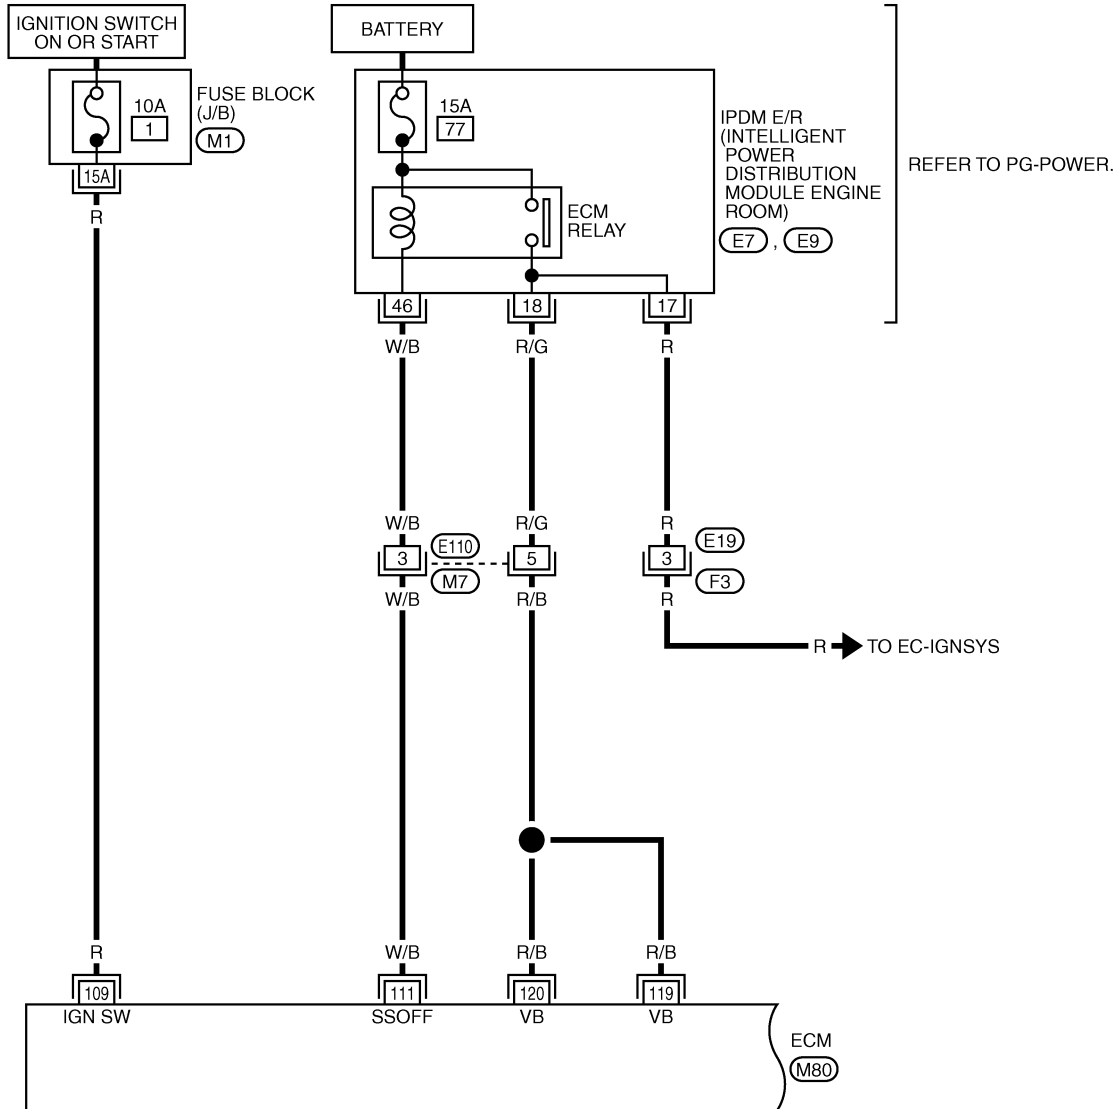 IGNITION SWITCH
ON OR START
BATTERY
10A
1
FUSE BLOCK
(J/B)
M1
15A
77
IPDM E/R
(INTELLIGENT
POWER
DISTRIBUTION
MODULE ENGINE
ROOM)
E7 , E9
REFER TO PG-POWER.
15A
R
ECM
RELAY
46
18
17
W/B
R/G
R
W/B
R/G
R
3
E110
M7
5
3
E19
F3
W/B
R/B
R
R
TO EC-IGNSYS
R
W/B
R/B
R/B
109
111
120
119
IGN SW
SSOFF
VB
VB
ECM
M80